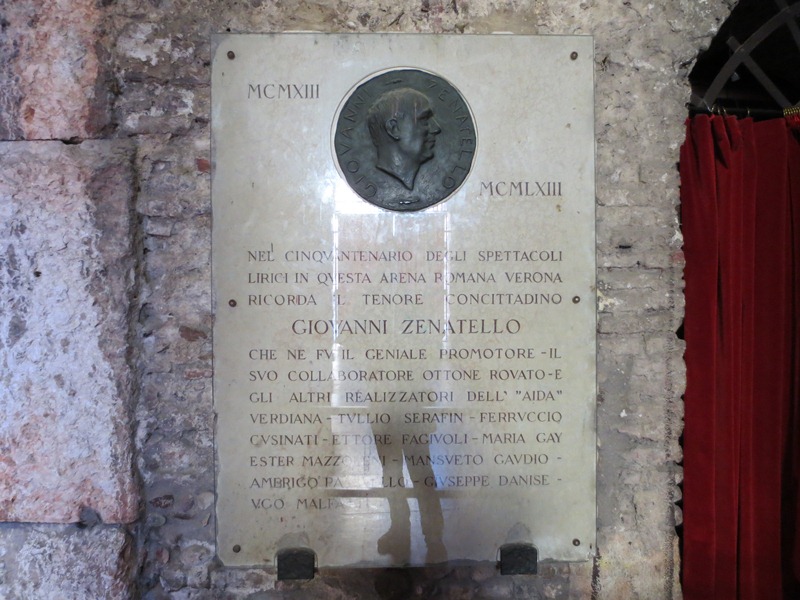 MCMXIII
GIOVANNI ZENATELLO
MCMLXIII
NEL CINQVANTENARIO DEGLI SPETTACOLI
LIRICI IN QVESTA ARENA ROMANA VERONA
RICORDA IL TENORE CONCITTADINO
GIOVANNI ZENATELLO
CHE NE FV IL GENIALE PROMOTORE - IL
SVO COLLABORATORE OTTONE ROVATO - E
GLI ALTRI REALIZZATORI DELL' "AIDA"
VERDIANA - TVLLIO SERAFIN - FERRVCCIO
CVSINATI - ETTORE FAGIVOLI - MARIA GAY
ESTER - MANSVETO GAVDIO -
AMERIGO - GIVSEPPE DANISE -
VGO